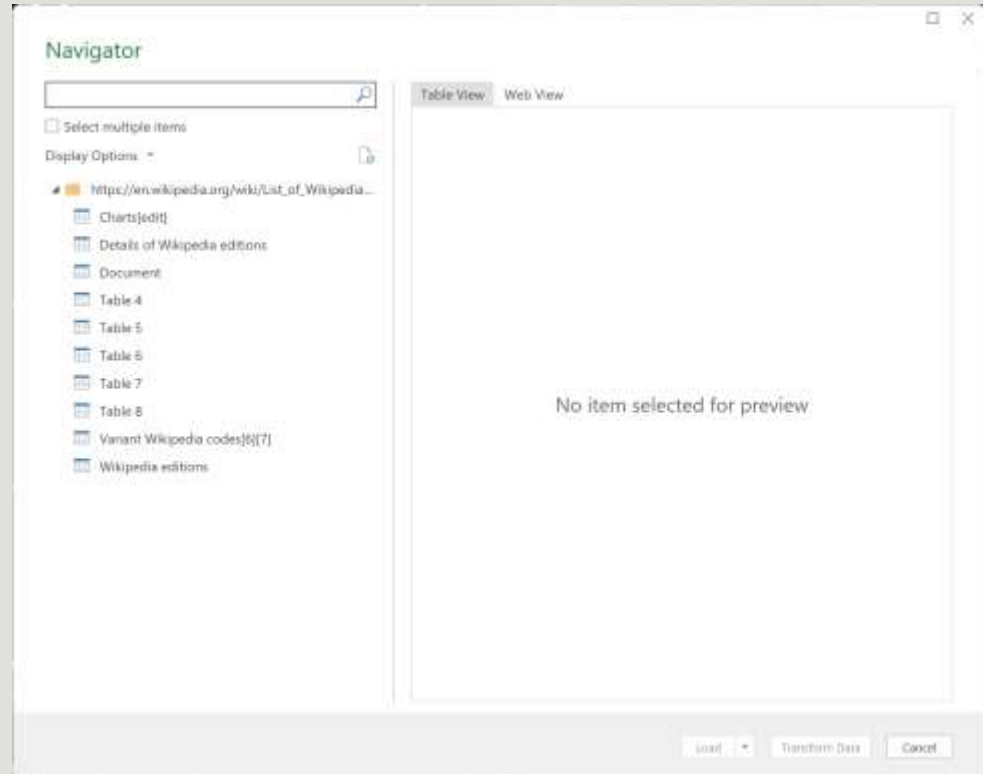 Navigator
Table View Web View
Select multiple items
Display Options
https://en.wikipedia.org/wiki/List_of_Wikipedia...
Charts[edit]
Details of Wikipedia editions
Document
Table 4
Table 5
Table 6
Table 7
Table 8
Variant Wikipedia codes[6][7]
Wikipedia editions
No item selected for preview
Load Transform Data Cancel